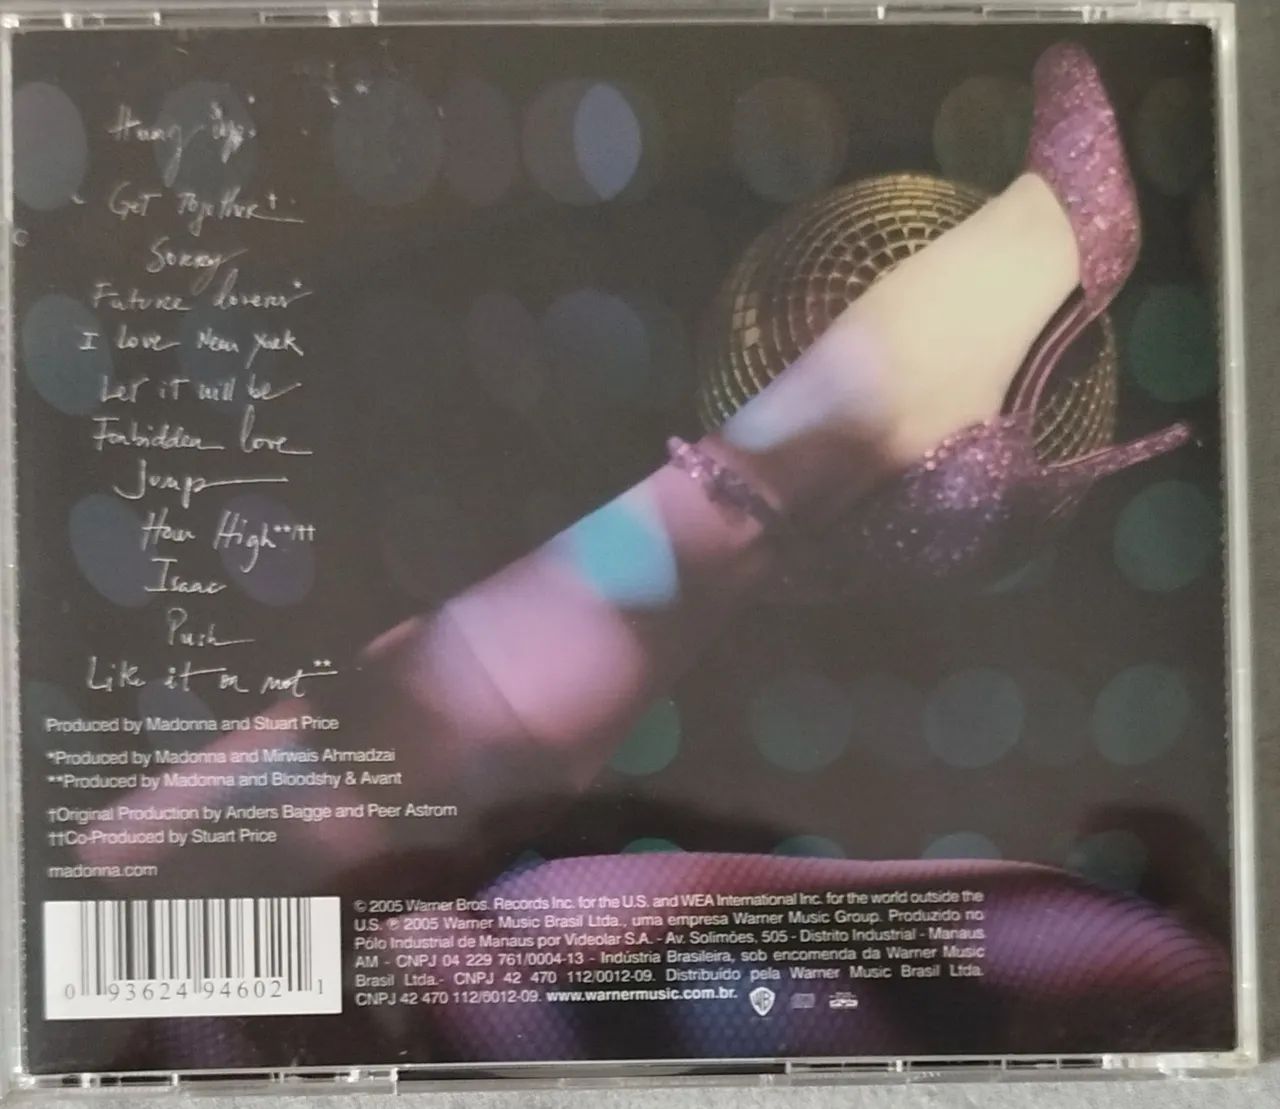 Hung Up
Get Together†
Sorry
Future Lovers*
I love New York
Let it will be
Forbidden love
Jump
How High**/††
Isaac
Push
Like it or not**
Produced by Madonna and Stuart Price
*Produced by Madonna and Mirwais Ahmadzai
**Produced by Madonna and Bloodshy & Avant
†Original Production by Anders Bagge and Peer Astrom
††Co-Produced by Stuart Price
madonna.com
© 2005 Warner Bros. Records Inc. for the U.S. and WEA International Inc. for the world outside the
U.S. ℗ 2005 Warner Music Brasil Ltda., uma empresa Warner Music Group. Produzido no
Pólo Industrial de Manaus por Videolar S.A. - Av. Solimões, 505 - Distrito Industrial - Manaus
AM - CNPJ 04 229 761/0004-13 - Indústria Brasileira, sob encomenda da Warner Music
Brasil Ltda.- CNPJ 42 470 112/0012-09. Distribuído pela Warner Music Brasil Ltda.
CNPJ 42 470 112/0012-09. www.warnermusic.com.br.
0 93624 94602 1